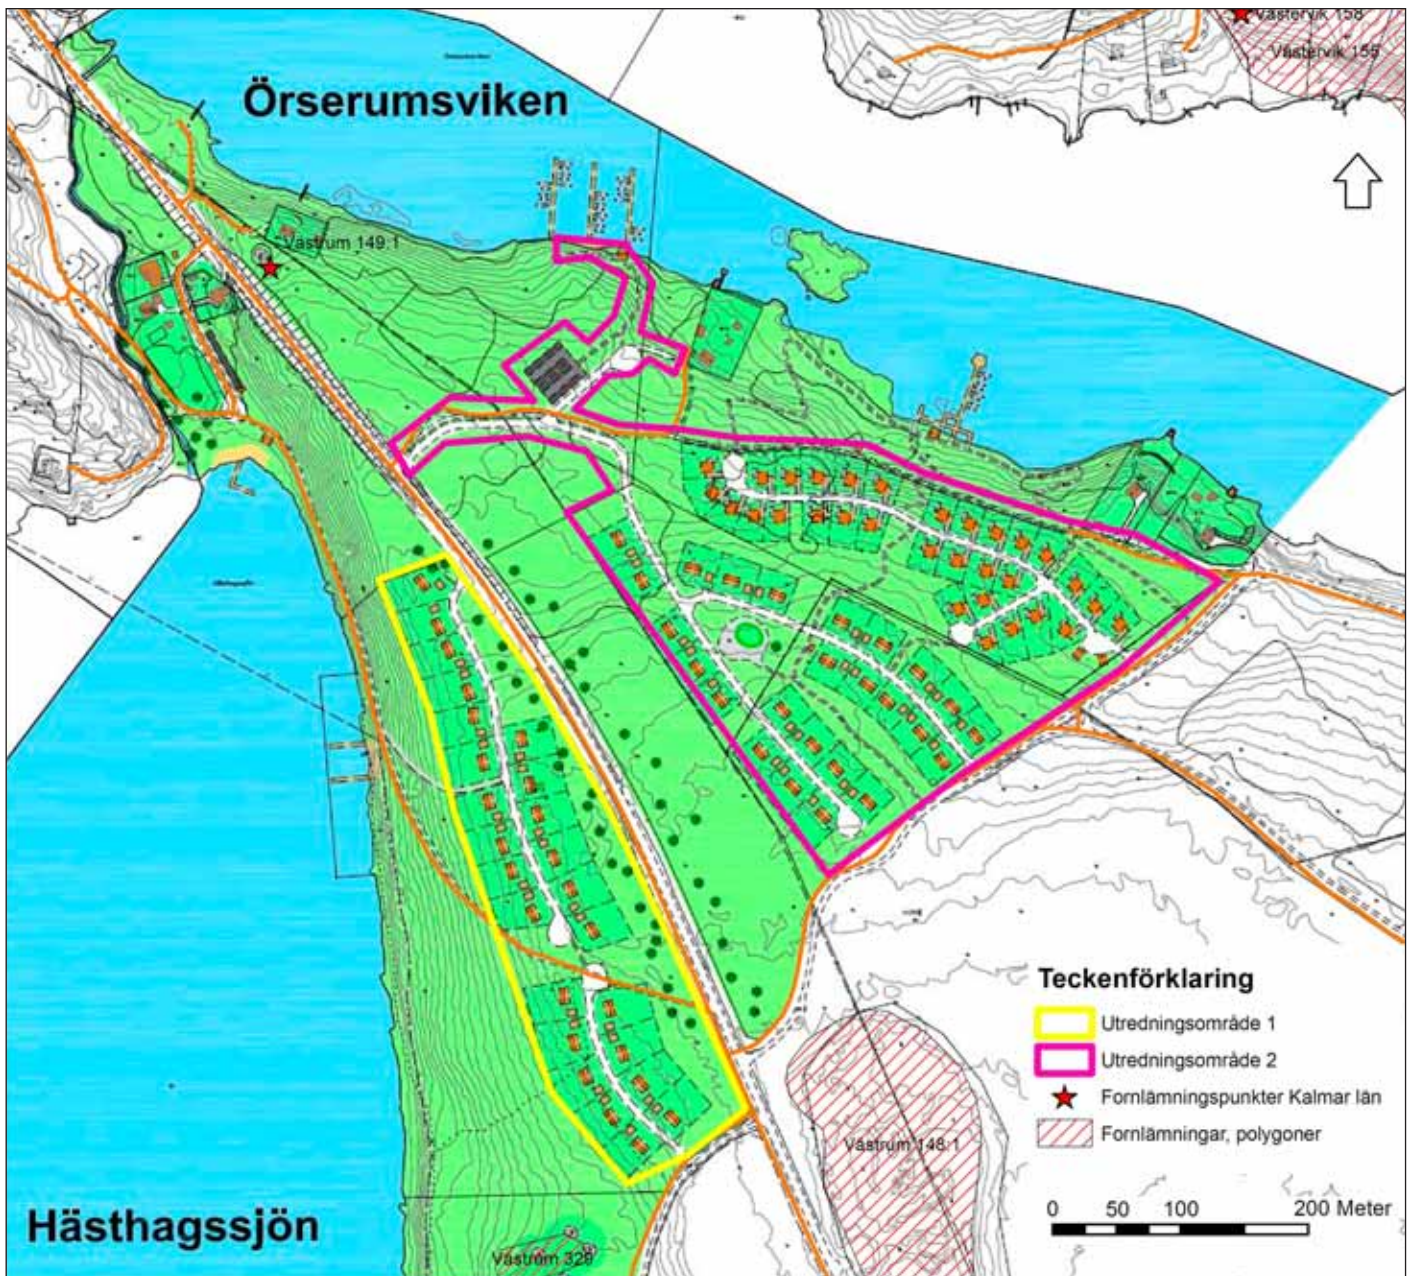 Västervik 158
Västervik 155
Örserumsviken
Västrum 149:1
Teckenförklaring
Utredningsområde 1
Utredningsområde 2
Fornlämningspunkter Kalmar län
Fornlämningar, polygoner
Västrum 148:1
0 50 100 200 Meter
Hästhagssjön
Västrum 329